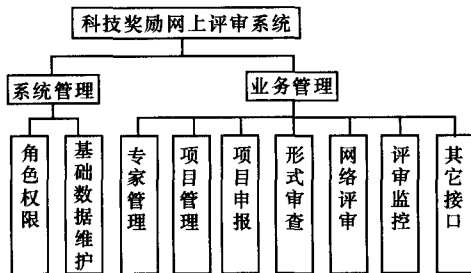 科技奖励网上评审系统
系统管理
业务管理
角色权限
基础数据维护
专家管理
项目管理
项目申报
形式审查
网络评审
评审监控
其它接口